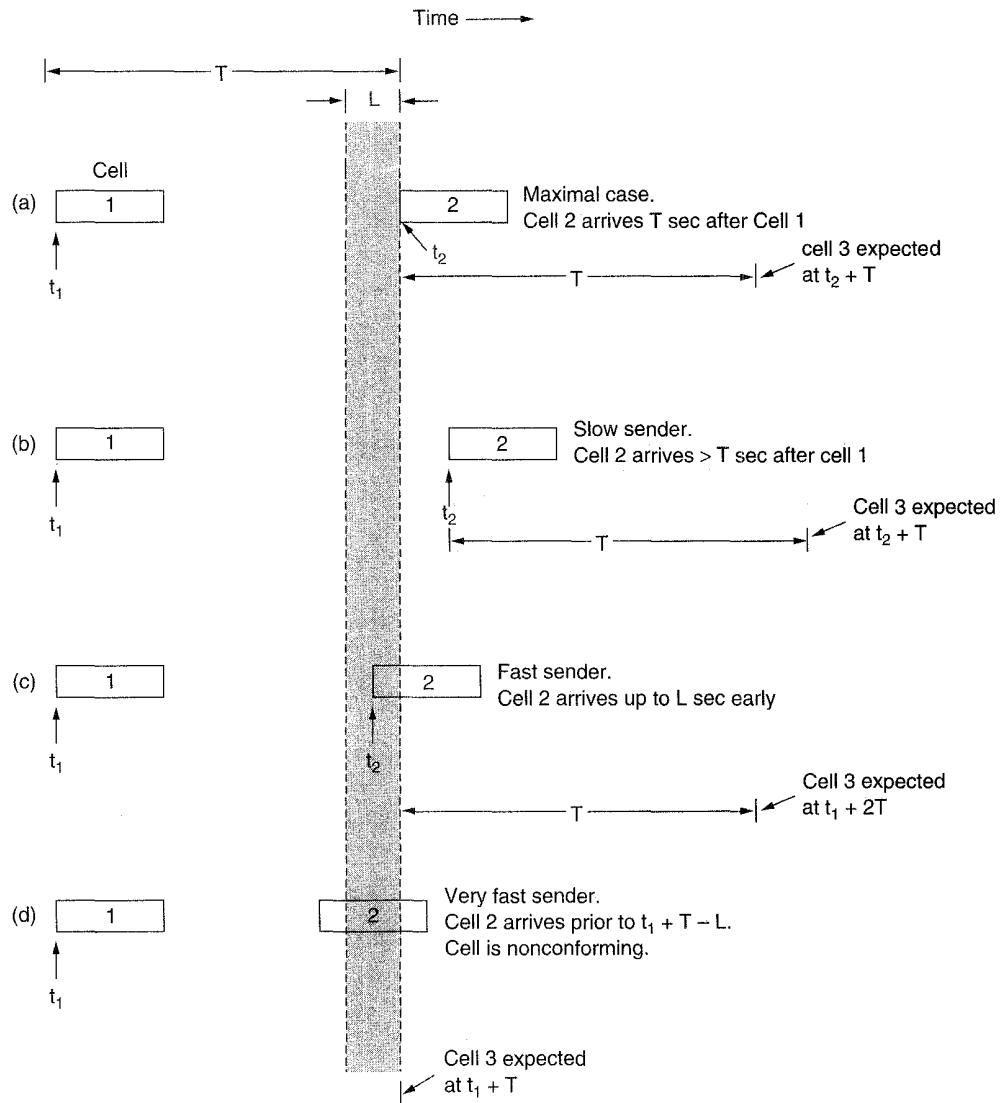 Time
T
L
Cell
(a)
1
2
Maximal case.
Cell 2 arrives T sec after Cell 1
t1
t2
T
cell 3 expected
at t2 + T
(b)
1
2
Slow sender.
Cell 2 arrives > T sec after cell 1
t1
t2
T
Cell 3 expected
at t2 + T
(c)
1
2
Fast sender.
Cell 2 arrives up to L sec early
t1
t2
T
Cell 3 expected
at t1 + 2T
(d)
1
2
Very fast sender.
Cell 2 arrives prior to t1 + T – L.
Cell is nonconforming.
t1
Cell 3 expected
at t1 + T